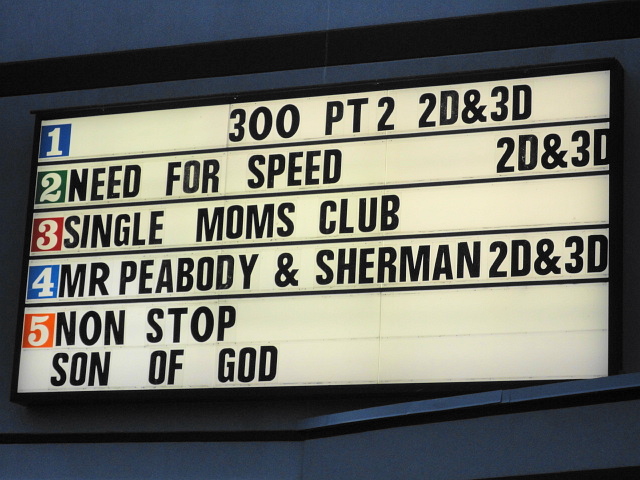 1 300 PT 2 2D&3D
2 NEED FOR SPEED 2D&3D
3 SINGLE MOMS CLUB
4 MR PEABODY & SHERMAN 2D&3D
5 NON STOP
SON OF GOD